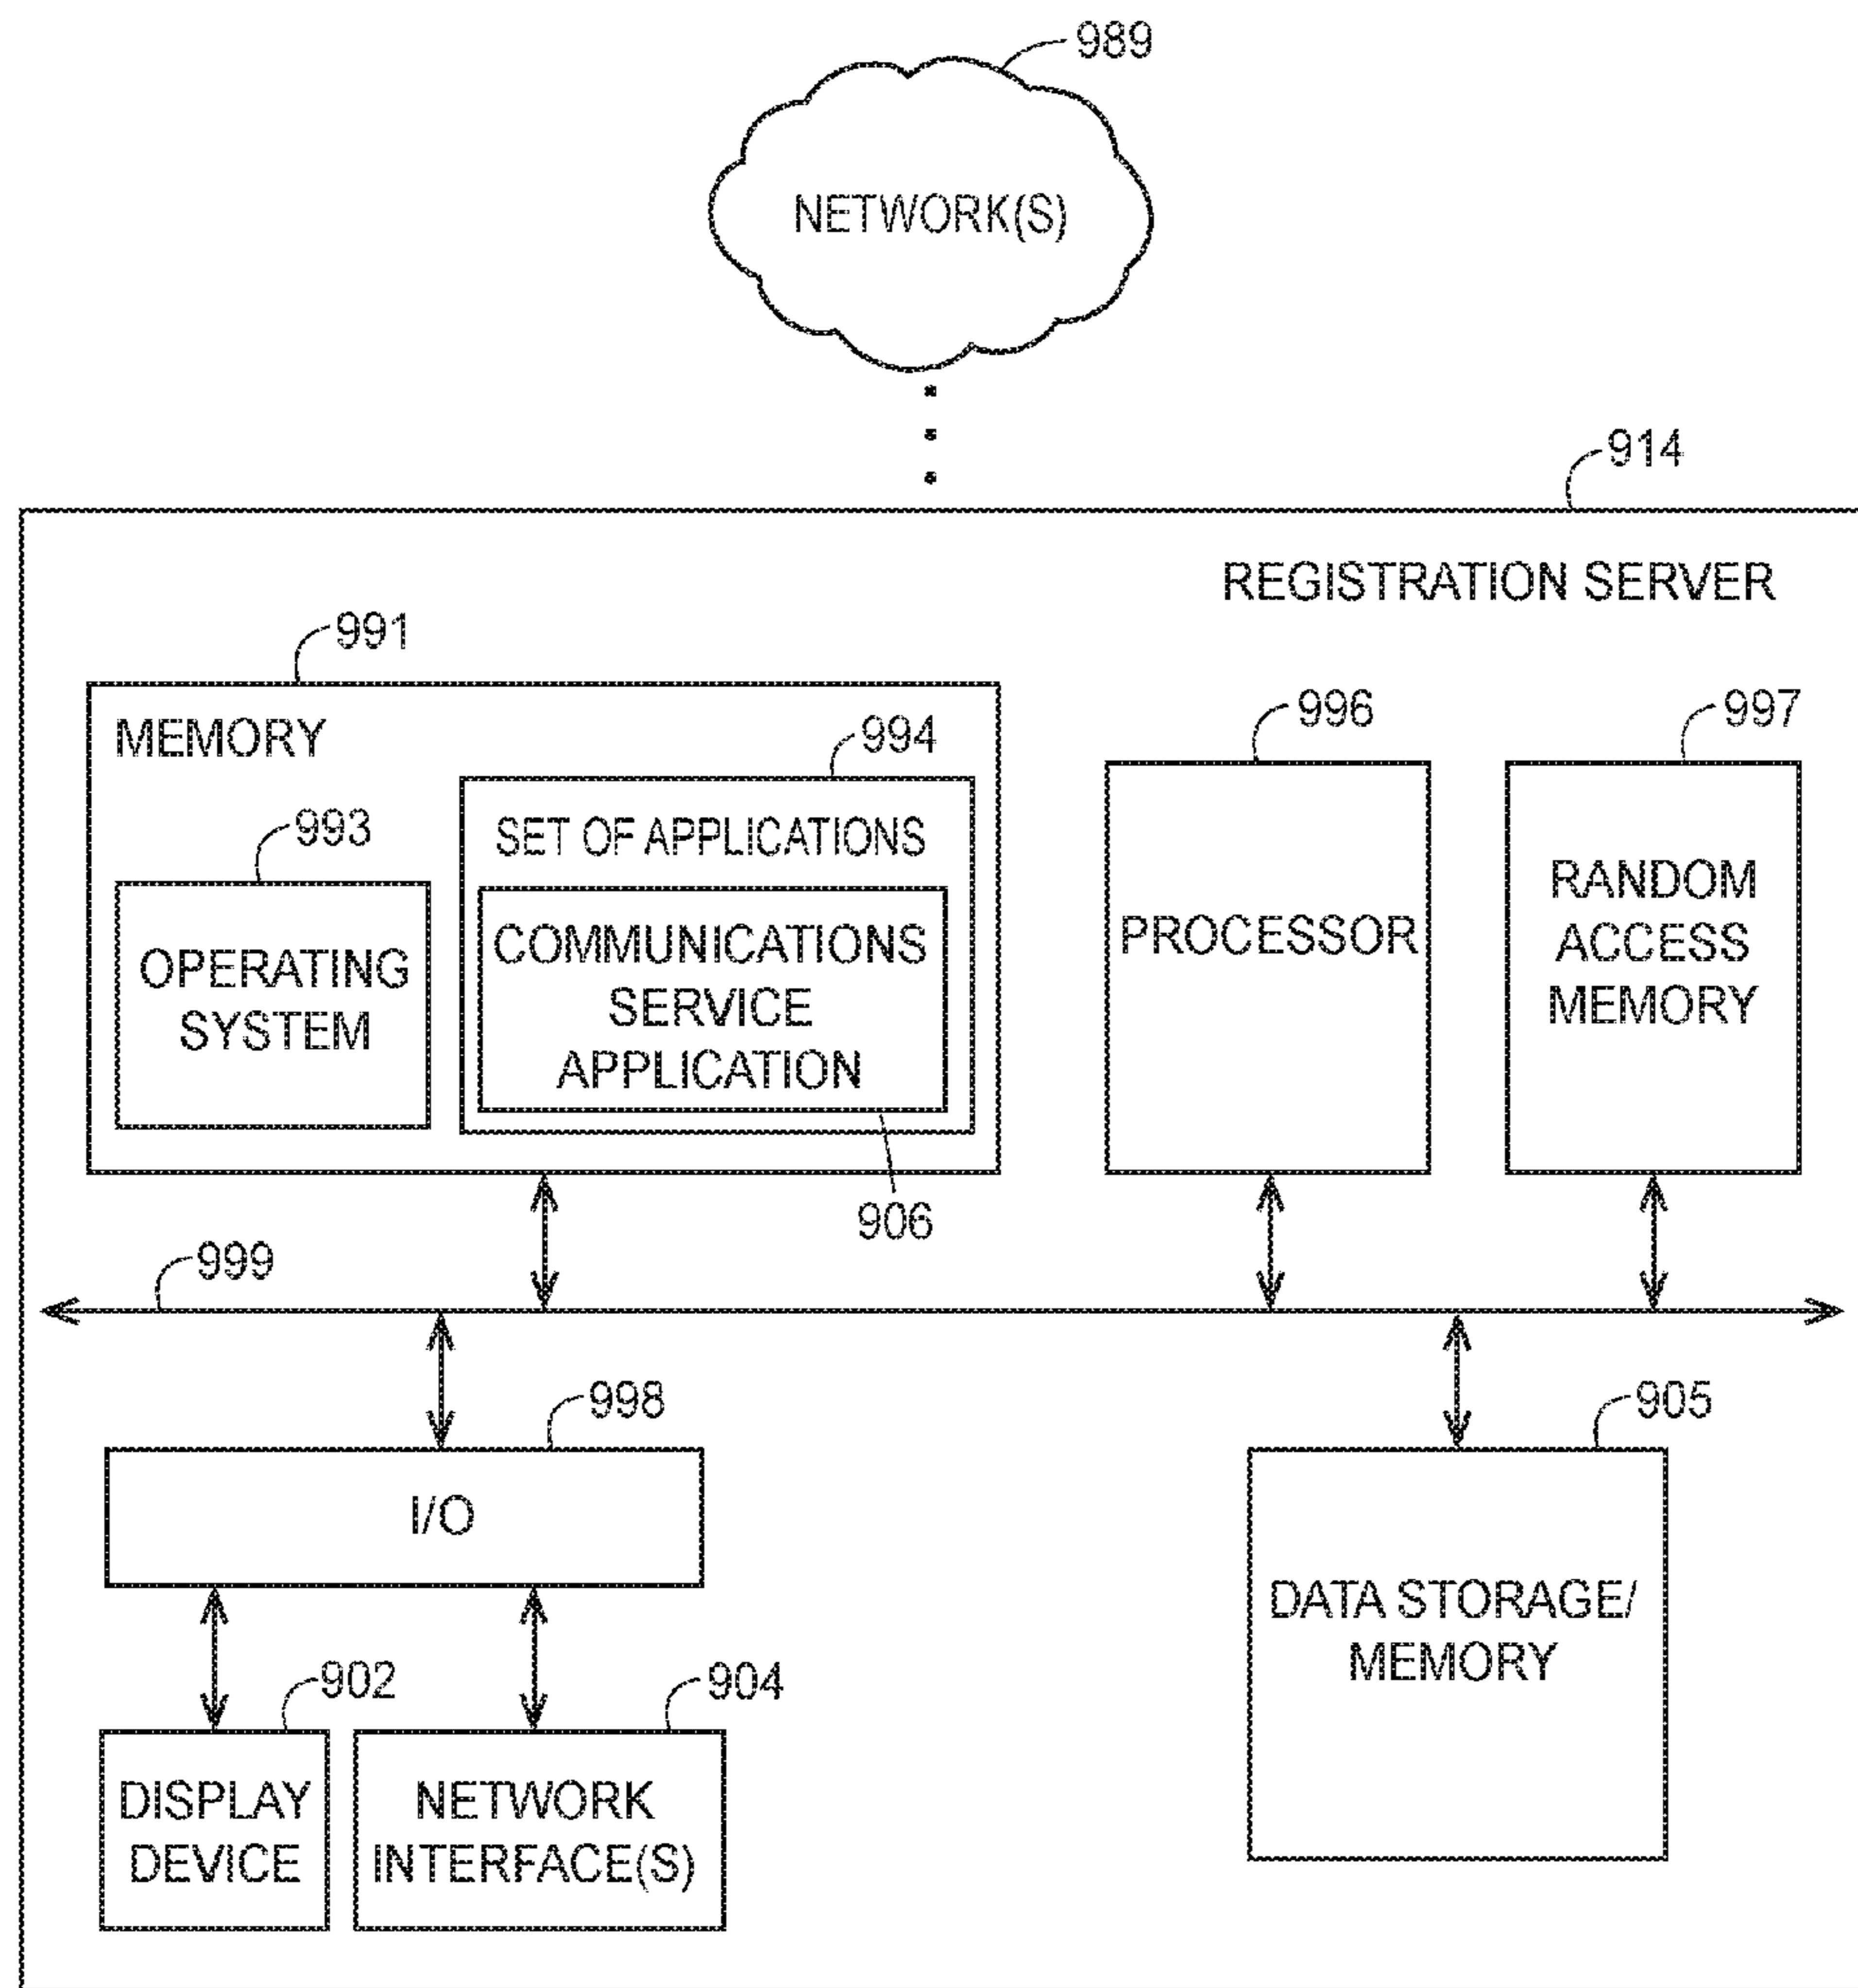 989
NETWORK(S)
914
REGISTRATION SERVER
991
MEMORY
994
SET OF APPLICATIONS
993
OPERATING
SYSTEM
COMMUNICATIONS
SERVICE
APPLICATION
906
996
PROCESSOR
997
RANDOM
ACCESS
MEMORY
999
998
I/O
905
DATA STORAGE/
MEMORY
902
DISPLAY
DEVICE
904
NETWORK
INTERFACE(S)